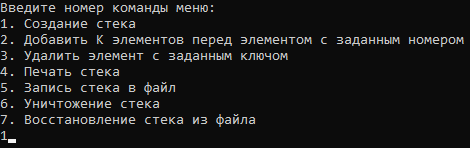 Введите номер команды меню:
1. Создание стека
2. Добавить К элементов перед элементом с заданным номером
3. Удалить элемент с заданным ключом
4. Печать стека
5. Запись стека в файл
6. Уничтожение стека
7. Восстановление стека из файла
1